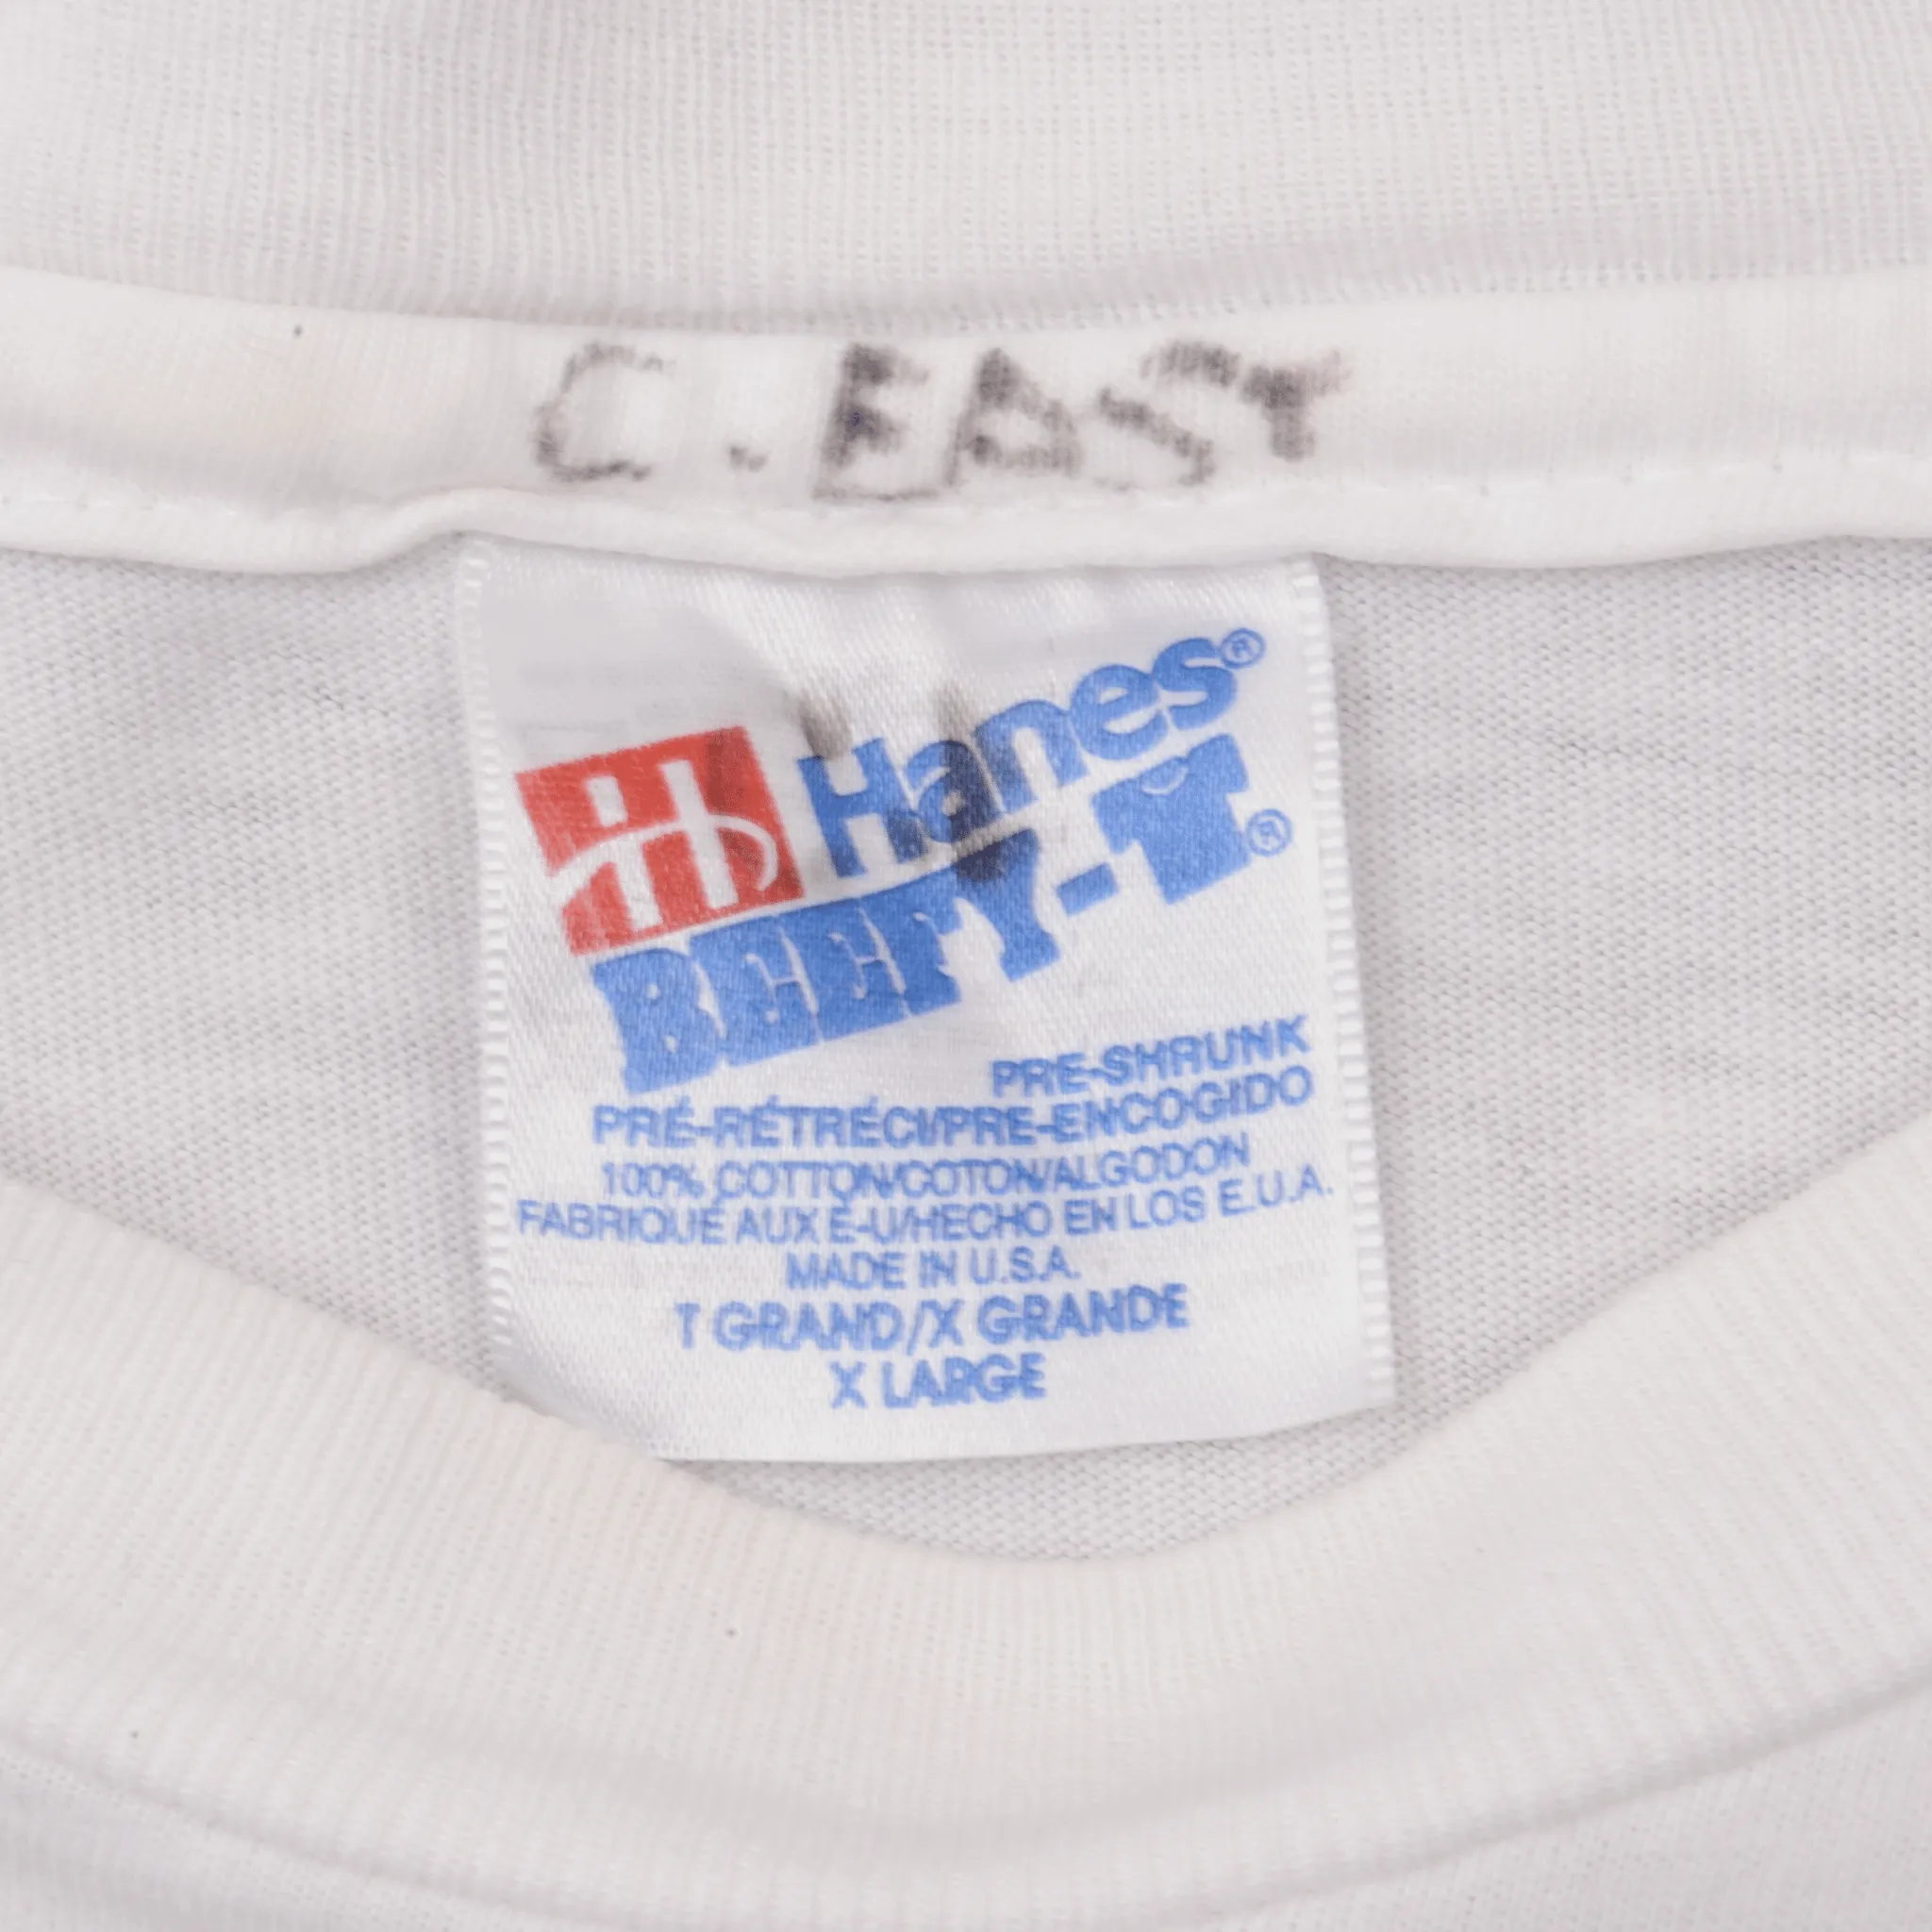 C. EASY
Hanes®
BEEFY-T®
PRE-SHRUNK
PRÉ-RÉTRÉCI/PRE-ENCOGIDO
100% COTTON/COTON/ALGODON
FABRIQUÉ AUX É-U/HECHO EN LOS E.U.A.
MADE IN U.S.A.
T GRAND/X GRANDE
X LARGE